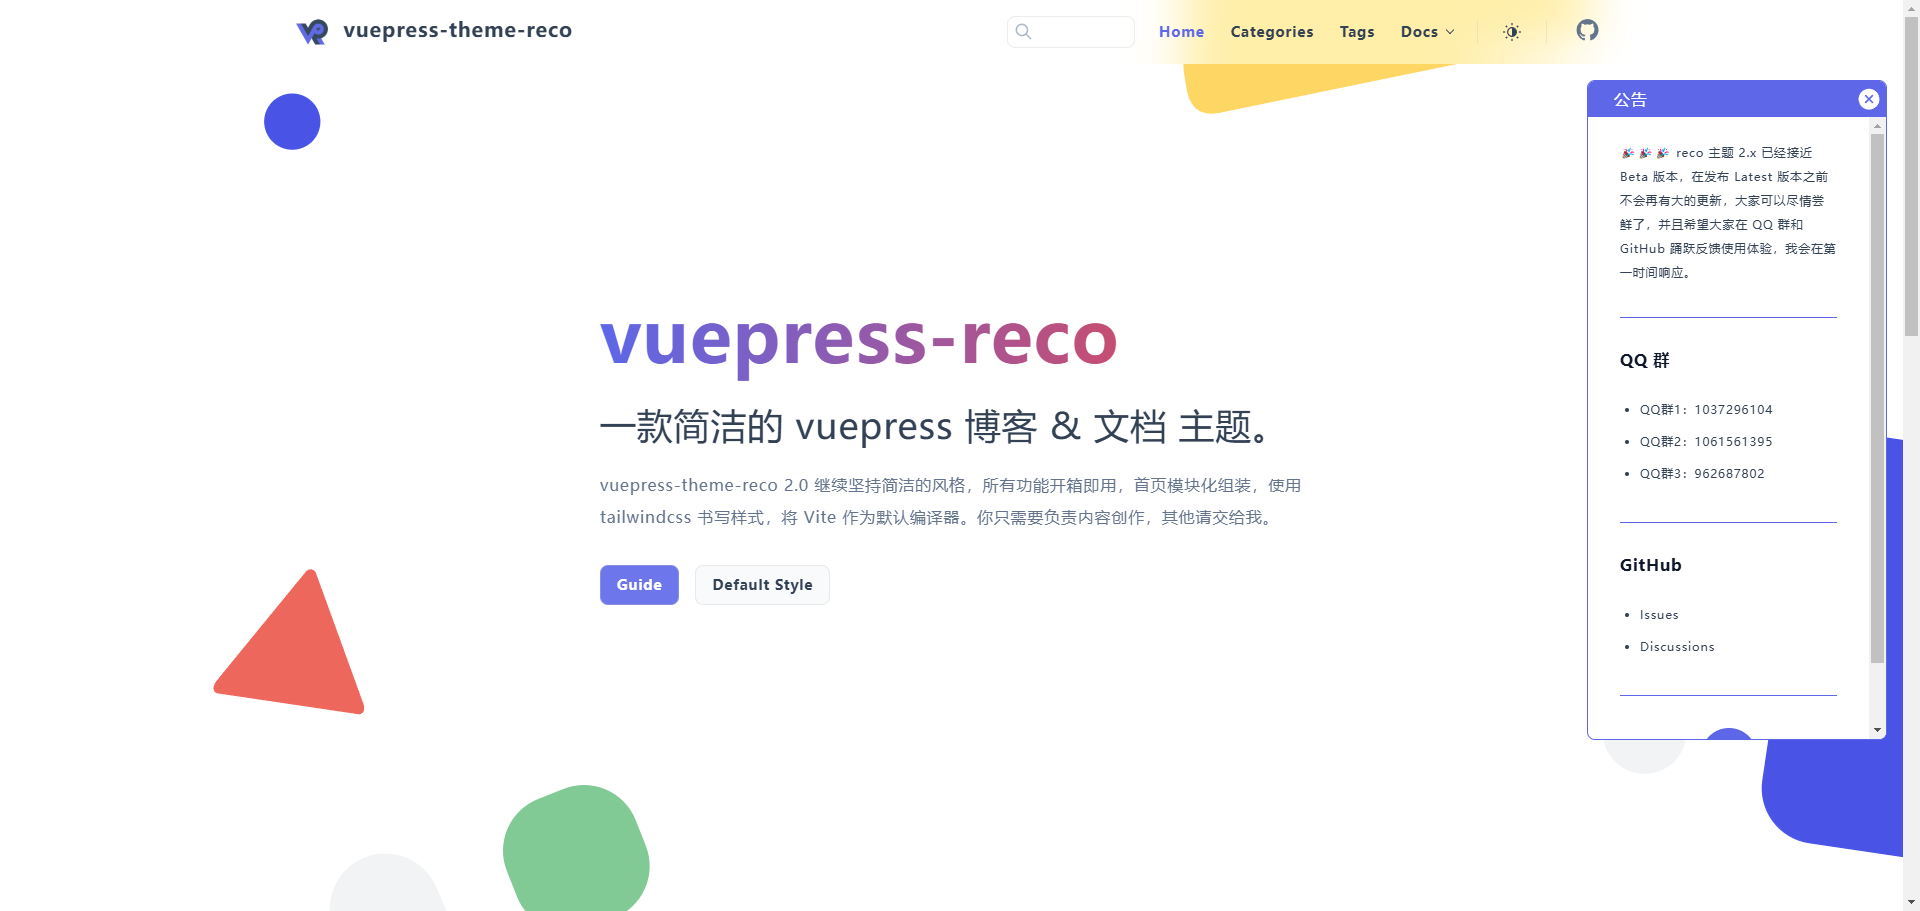 vuepress-theme-reco
Home
Categories
Tags
Docs
公告
🎉🎉🎉 reco 主题 2.x 已经接近
Beta 版本，在发布 Latest 版本之前
不会再有大的更新，大家可以尽情尝
鲜了，并且希望大家在 QQ 群和
GitHub 踊跃反馈使用体验，我会在第
一时间响应。
QQ 群
QQ群1：1037296104
QQ群2：1061561395
QQ群3：962687802
GitHub
Issues
Discussions
vuepress-reco
一款简洁的 vuepress 博客 & 文档 主题。
vuepress-theme-reco 2.0 继续坚持简洁的风格，所有功能开箱即用，首页模块化组装，使用
tailwindcss 书写样式，将 Vite 作为默认编译器。你只需要负责内容创作，其他请交给我。
Guide
Default Style